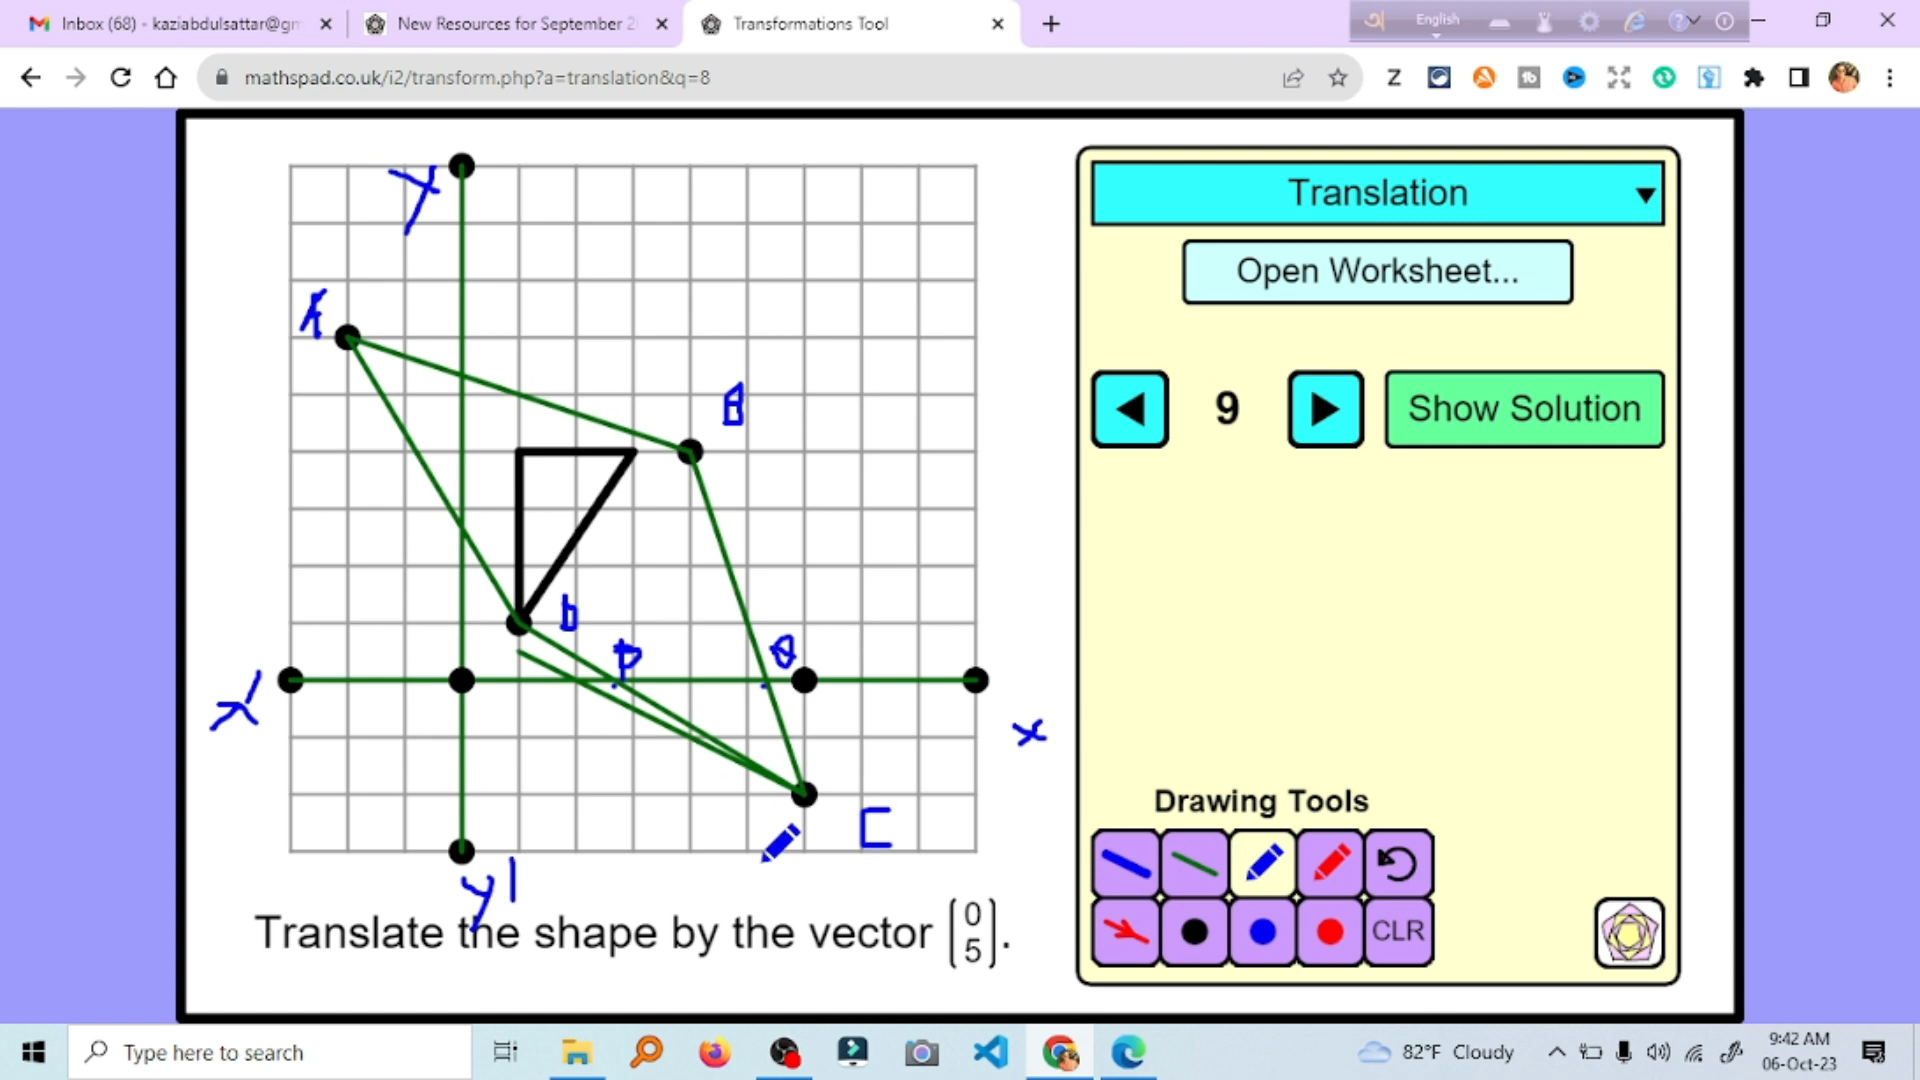 Inbox (68) - kaziabdulsattar@gm
New Resources for September 2
Transformations Tool
English
mathspad.co.uk/i2/transform.php?a=translation&q=8
Z
tb
y
Translation
Open Worksheet...
A
B
9
Show Solution
b
p
Q
x'
x
C
y1
Drawing Tools
CLR
Translate the shape by the vector (0 5).
Type here to search
82°F Cloudy
9:42 AM
06-Oct-23